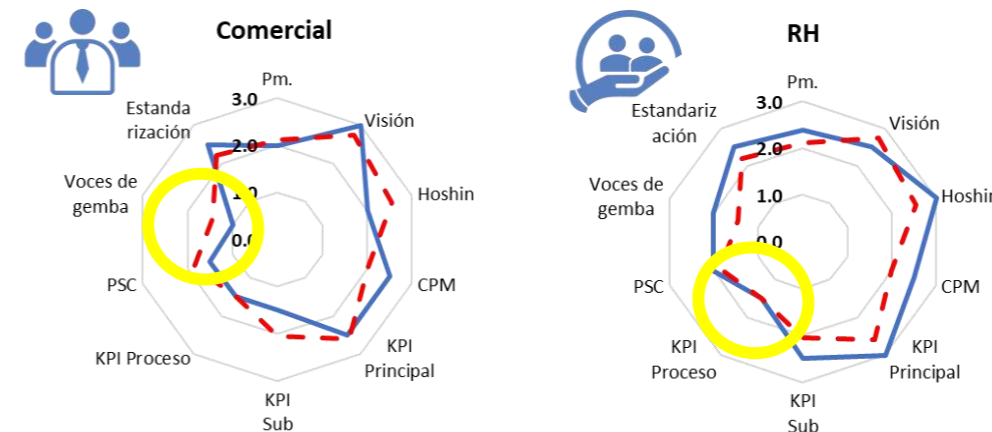 Comercial
Pm.
3.0
Visión
Estanda
rización
2.0
Voces de
gemba
1.0
Hoshin
0.0
PSC
CPM
KPI Proceso
KPI
Principal
KPI
Sub
RH
Pm.
3.0
Visión
Estandariz
ación
2.0
Voces de
gemba
1.0
Hoshin
0.0
PSC
CPM
KPI
Proceso
KPI
Principal
KPI
Sub